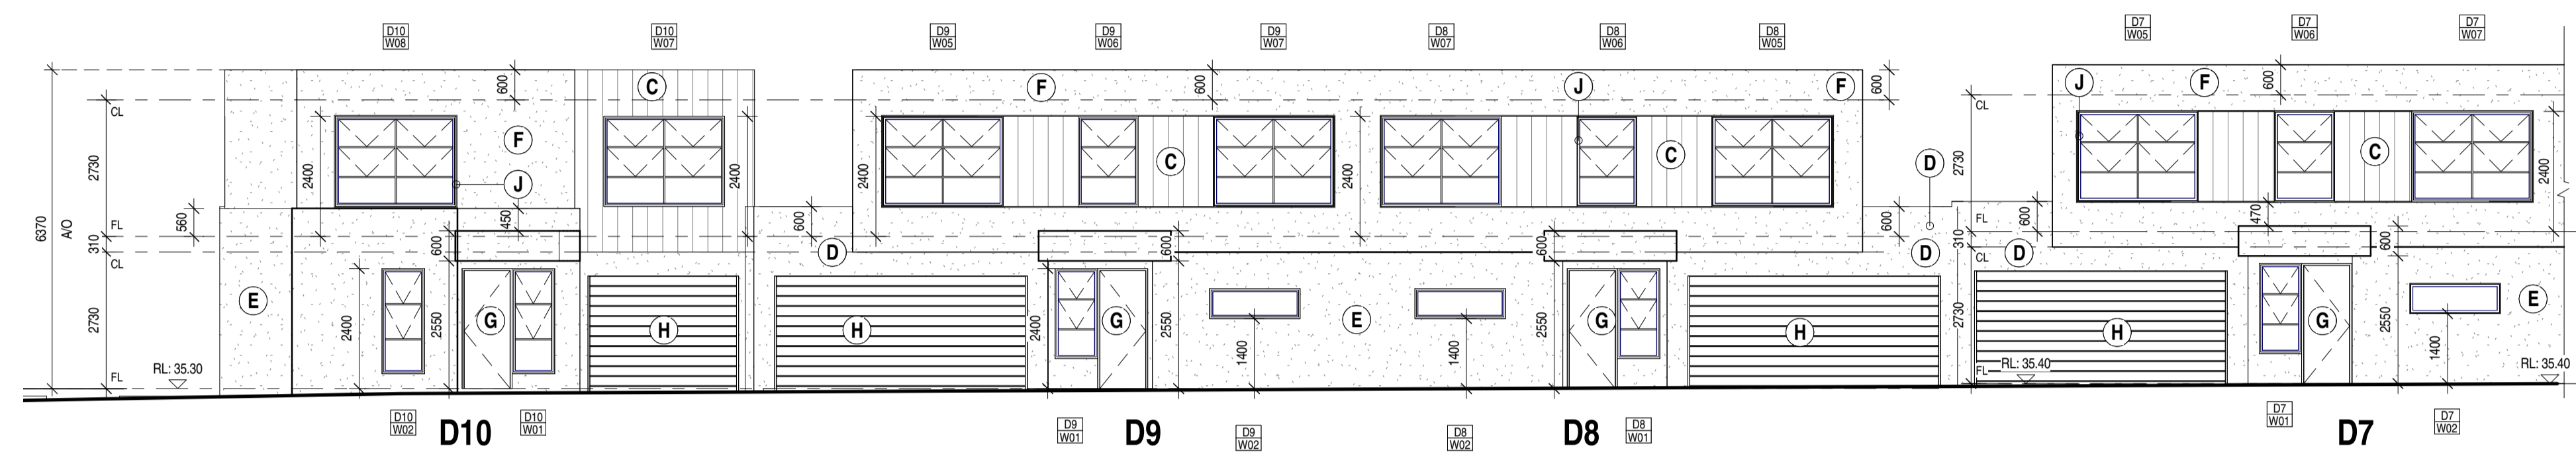 D10
W08
D10
W07
D9
W05
D9
W06
D9
W07
D8
W07
D8
W06
D8
W05
D7
W05
D7
W06
D7
W07
6370
A/O
CL
2730
FL
310
CL
2730
FL
560
RL: 35.30
E
600
2400
F
J
450
600
2400
2550
G
C
2400
H
600
D
H
2400
F
600
C
2400
600
2400
G
2550
1400
E
1400
J
F
600
C
600
2550
G
H
600
D
D
2730
CL
FL
310
CL
2730
FL
D
600
RL: 35.40
H
J
F
600
C
2400
470
600
G
2550
1400
E
RL: 35.40
D10
W02
D10
W01
D10
D9
W01
D9
D9
W02
D8
W02
D8
D8
W01
D7
W01
D7
D7
W02